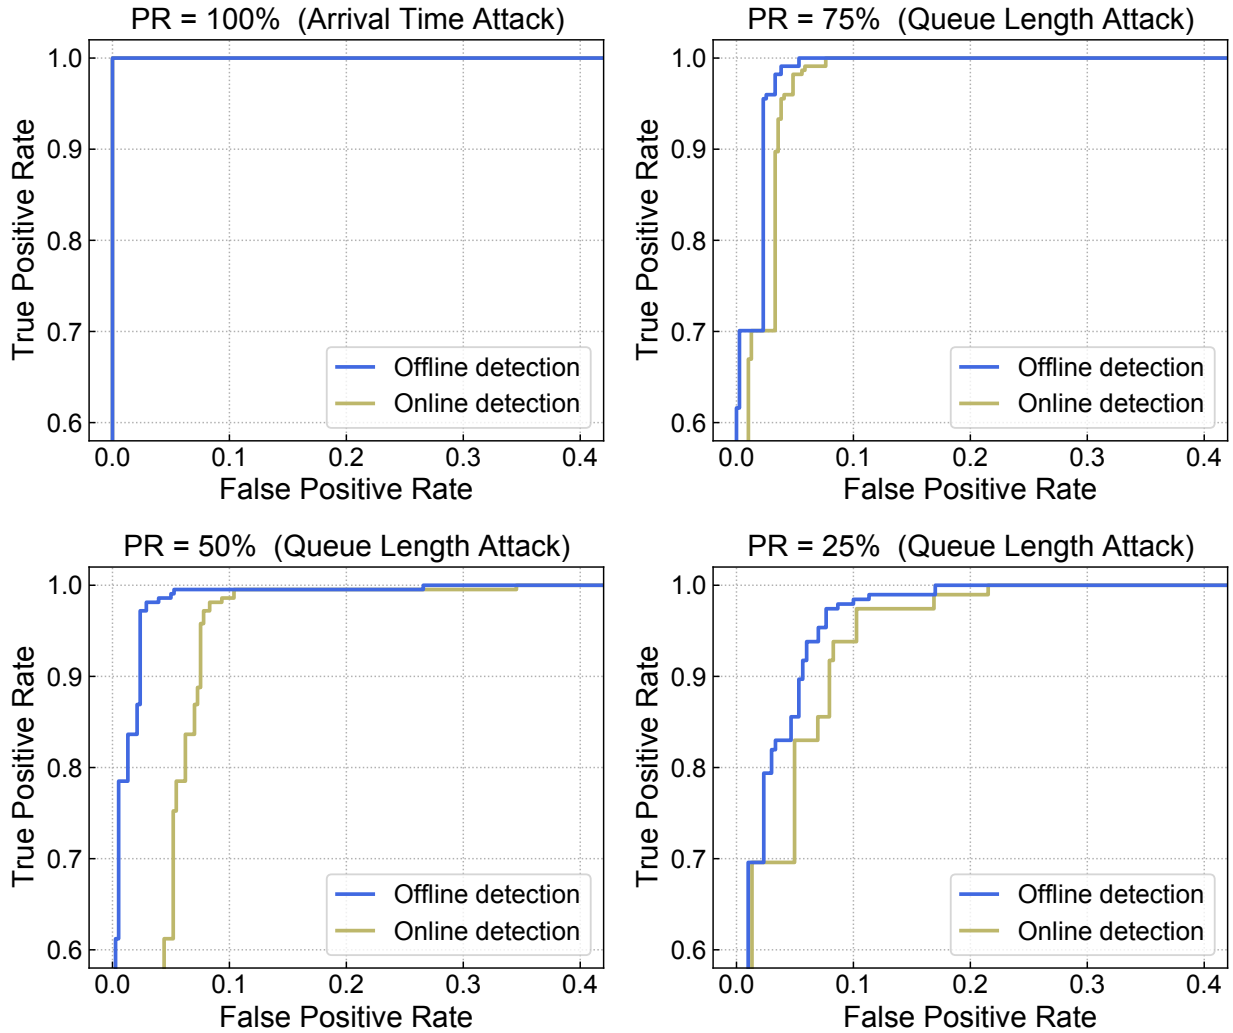 PR = 100%  (Arrival Time Attack)
True Positive Rate
1.0
0.9
0.8
0.7
0.6
Offline detection
Online detection
0.0 0.1 0.2 0.3 0.4
False Positive Rate
PR = 75%  (Queue Length Attack)
True Positive Rate
1.0
0.9
0.8
0.7
0.6
Offline detection
Online detection
0.0 0.1 0.2 0.3 0.4
False Positive Rate
PR = 50%  (Queue Length Attack)
True Positive Rate
1.0
0.9
0.8
0.7
0.6
Offline detection
Online detection
0.0 0.1 0.2 0.3 0.4
False Positive Rate
PR = 25%  (Queue Length Attack)
True Positive Rate
1.0
0.9
0.8
0.7
0.6
Offline detection
Online detection
0.0 0.1 0.2 0.3 0.4
False Positive Rate